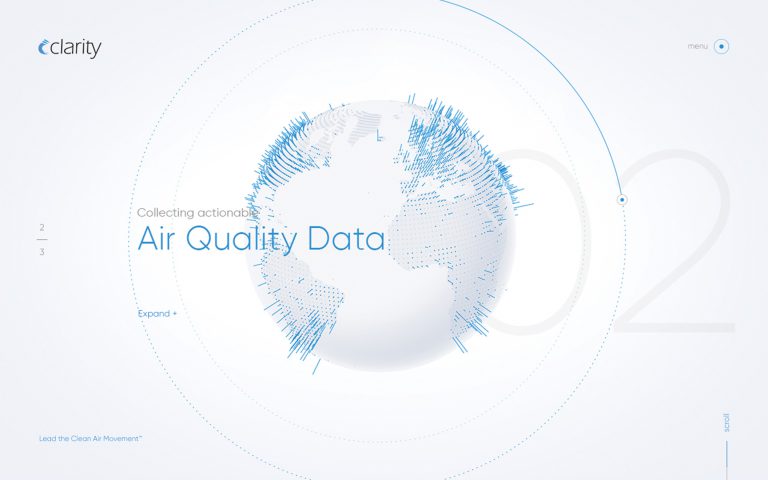 clarity
menu
02
2
3
Collecting actionable
Air Quality Data
Expand +
Lead the Clean Air Movement™
scroll